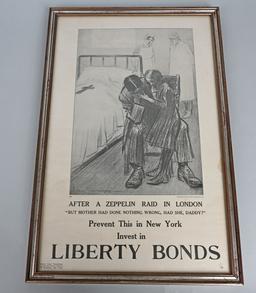 AFTER A ZEPPELIN RAID IN LONDON
"BUT MOTHER HAD DONE NOTHING WRONG, HAD SHE, DADDY?"
Prevent This in New York
Invest in
LIBERTY BONDS